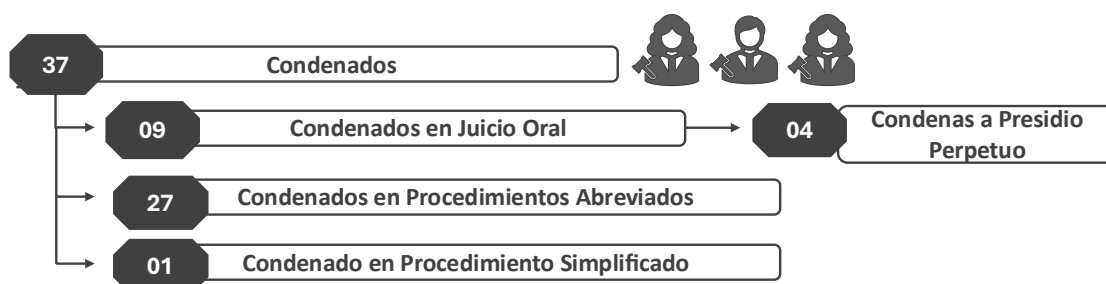 37 Condenados
09 Condenados en Juicio Oral
04 Condenas a Presidio
Perpetuo
27 Condenados en Procedimientos Abreviados
01 Condenado en Procedimiento Simplificado